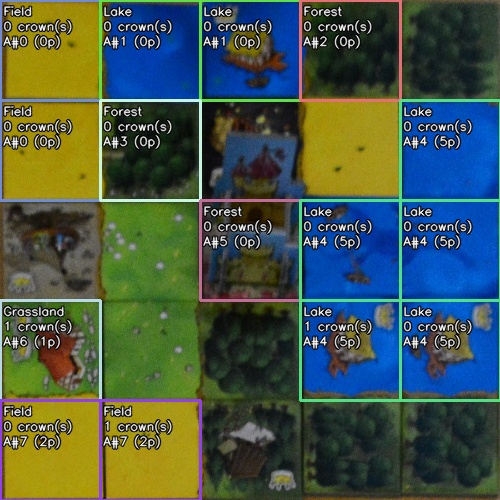 Field
0 crown(s)
A#0 (0p)
Lake
0 crown(s)
A#1 (0p)
Lake
0 crown(s)
A#1 (0p)
Forest
0 crown(s)
A#2 (0p)
Field
0 crown(s)
A#0 (0p)
Forest
0 crown(s)
A#3 (0p)
Lake
0 crown(s)
A#4 (5p)
Forest
0 crown(s)
A#5 (0p)
Lake
0 crown(s)
A#4 (5p)
Lake
0 crown(s)
A#4 (5p)
Grassland
1 crown(s)
A#6 (1p)
Lake
1 crown(s)
A#4 (5p)
Lake
0 crown(s)
A#4 (5p)
Field
0 crown(s)
A#7 (2p)
Field
1 crown(s)
A#7 (2p)